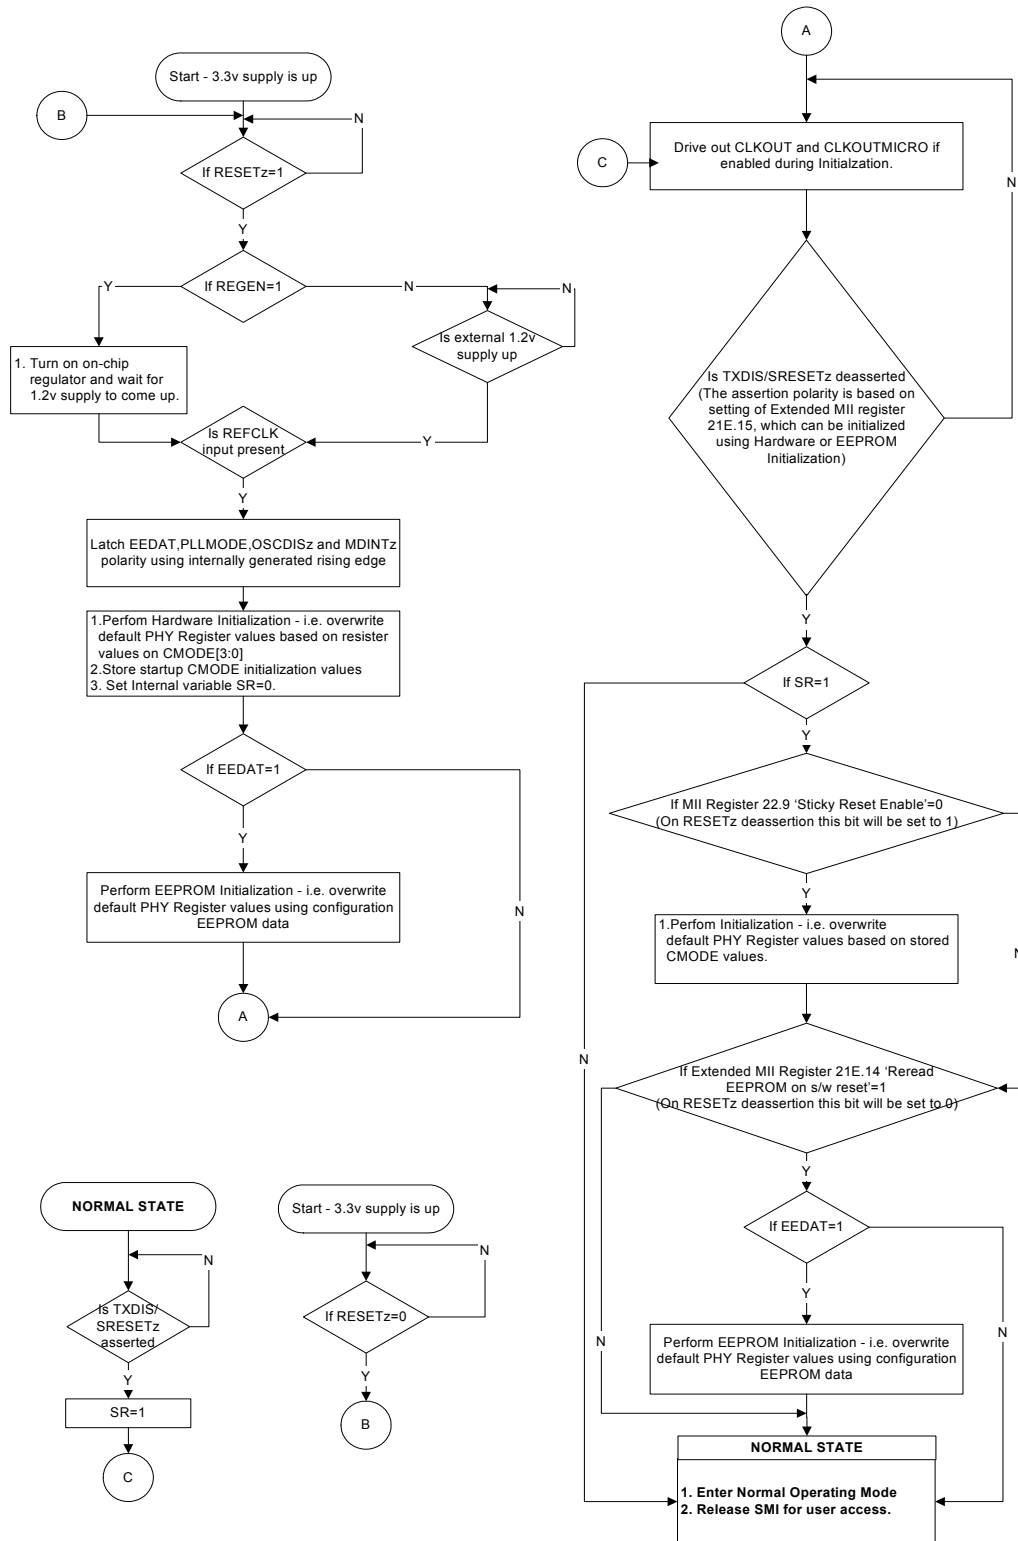 Start - 3.3v supply is up
B
N
If RESETz=1
Y
If REGEN=1
Y
N
N
Is external 1.2v
supply up
1. Turn on on-chip
regulator and wait for
1.2v supply to come up.
Is REFCLK
input present
Y
Y
Latch EEDAT,PLLMODE,OSCDISz and MDINTz
polarity using internally generated rising edge
1.Perfom Hardware Initialization - i.e. overwrite
default PHY Register values based on resister
values on CMODE[3:0]
2.Store startup CMODE initialization values
3. Set Internal variable SR=0.
If EEDAT=1
Y
N
Perform EEPROM Initialization - i.e. overwrite
default PHY Register values using configuration
EEPROM data
A
NORMAL STATE
N
Is TXDIS/
SRESETz
asserted
Y
SR=1
C
Start - 3.3v supply is up
N
If RESETz=0
Y
B
A
Drive out CLKOUT and CLKOUTMICRO if
enabled during Initialzation.
C
N
Is TXDIS/SRESETz deasserted
(The assertion polarity is based on
setting of Extended MII register
21E.15, which can be initialized
using Hardware or EEPROM
Initialization)
Y
If SR=1
Y
N
If MII Register 22.9 ‘Sticky Reset Enable’=0
(On RESETz deassertion this bit will be set to 1)
Y
N
1.Perfom Initialization - i.e. overwrite
default PHY Register values based on stored
CMODE values.
If Extended MII Register 21E.14 ‘Reread
EEPROM on s/w reset’=1
(On RESETz deassertion this bit will be set to 0)
Y
N
If EEDAT=1
Y
N
Perform EEPROM Initialization - i.e. overwrite
default PHY Register values using configuration
EEPROM data
NORMAL STATE
1. Enter Normal Operating Mode
2. Release SMI for user access.